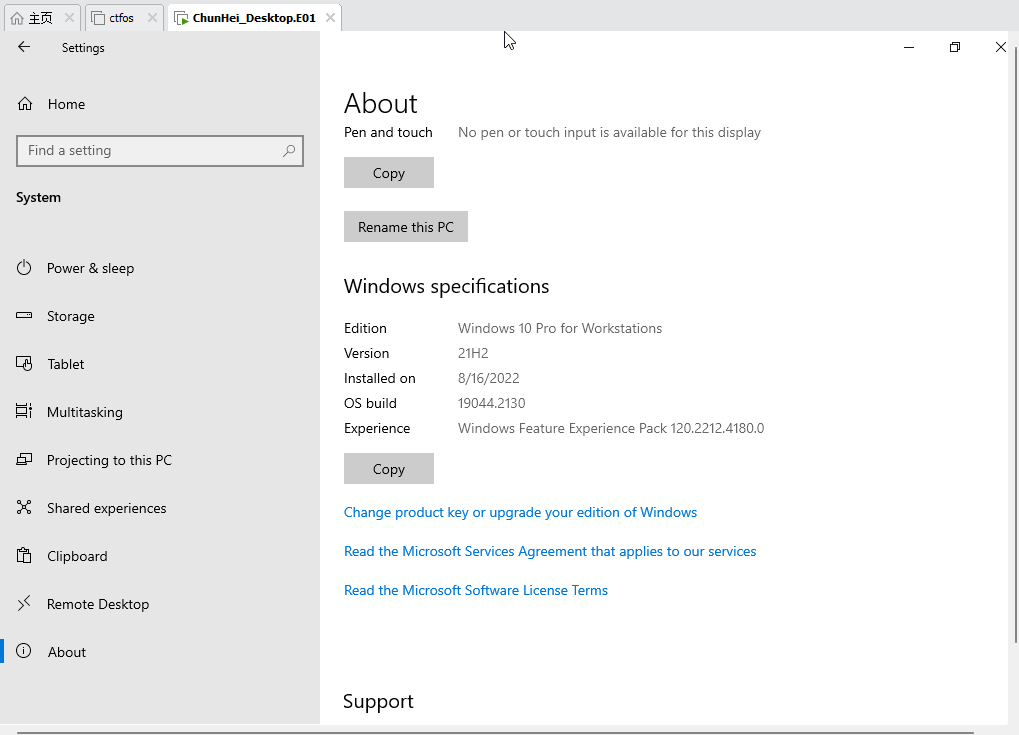 主页 ctfos ChunHei_Desktop.E01
Settings
Home
Find a setting
System
Power & sleep
Storage
Tablet
Multitasking
Projecting to this PC
Shared experiences
Clipboard
Remote Desktop
About
About
Pen and touch No pen or touch input is available for this display
Copy
Rename this PC
Windows specifications
Edition Windows 10 Pro for Workstations
Version 21H2
Installed on 8/16/2022
OS build 19044.2130
Experience Windows Feature Experience Pack 120.2212.4180.0
Copy
Change product key or upgrade your edition of Windows
Read the Microsoft Services Agreement that applies to our services
Read the Microsoft Software License Terms
Support